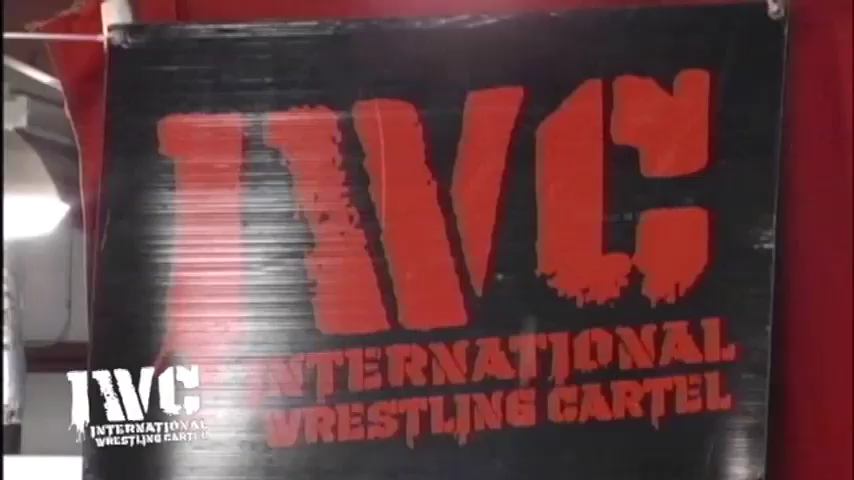 IWC
INTERNATIONAL
WRESTLING CARTEL
IWC
INTERNATIONAL
WRESTLING CARTEL